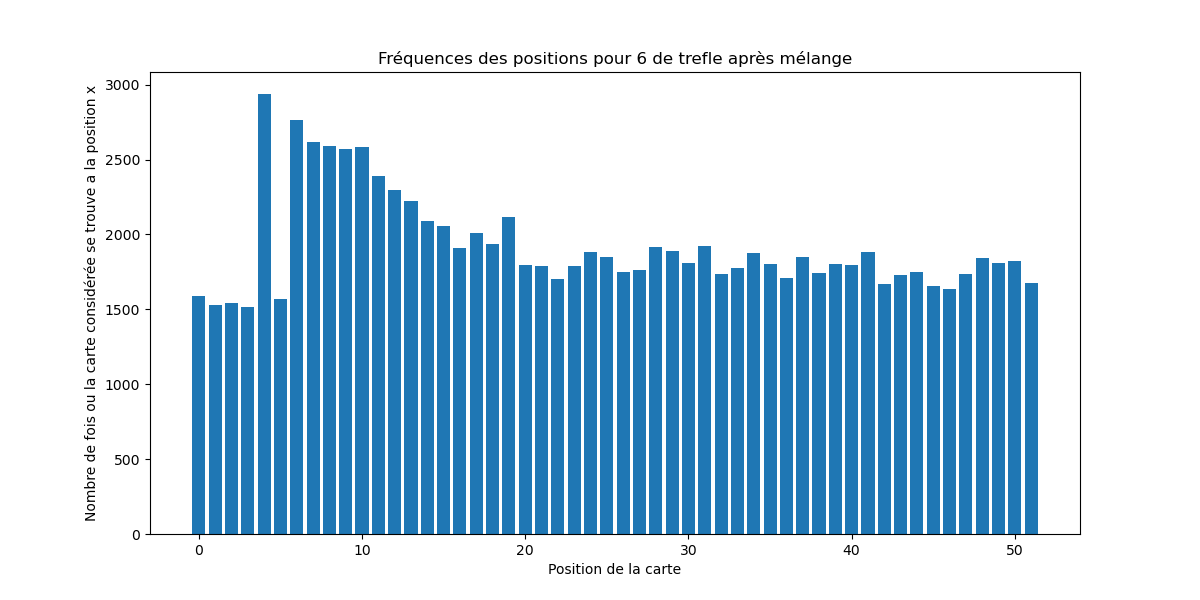 Fréquences des positions pour 6 de trefle après mélange
Nombre de fois ou la carte considérée se trouve a la position x
3000
2500
2000
1500
1000
500
0
0 10 20 30 40 50
Position de la carte